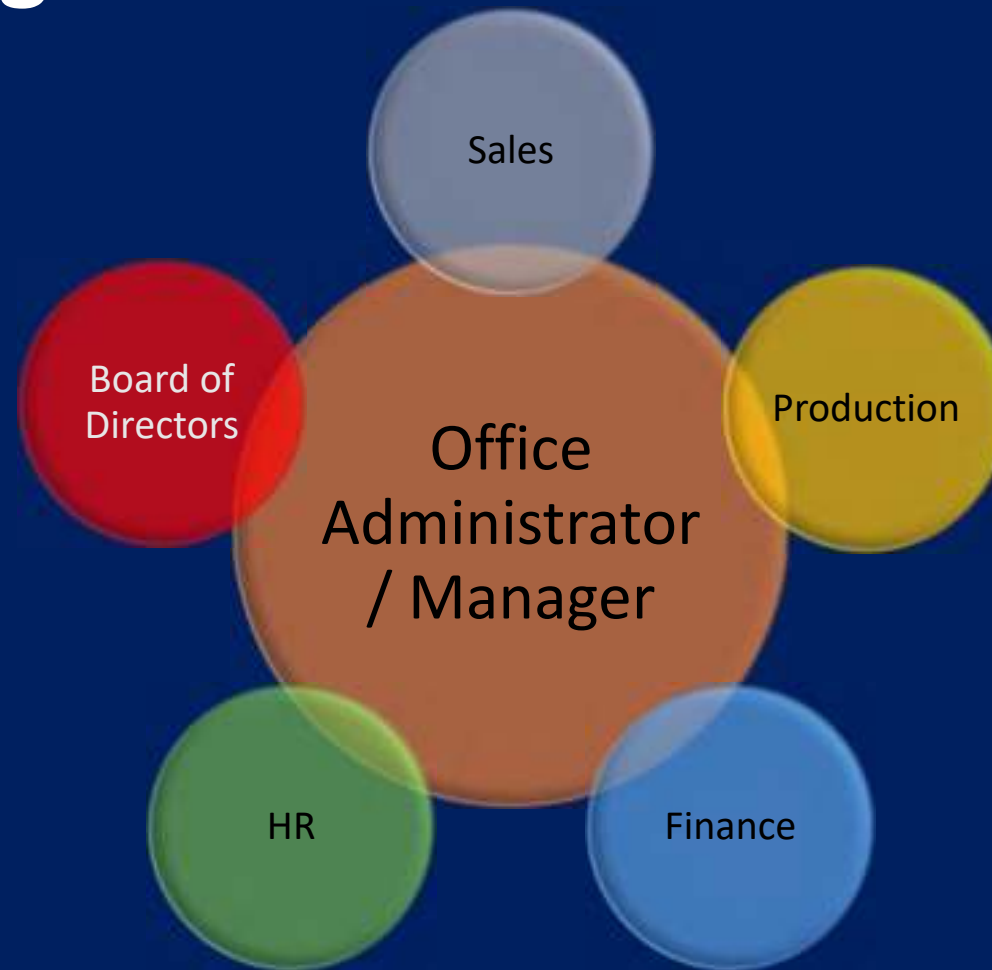 Sales
Board of
Directors
Production
Office
Administrator
/ Manager
HR
Finance